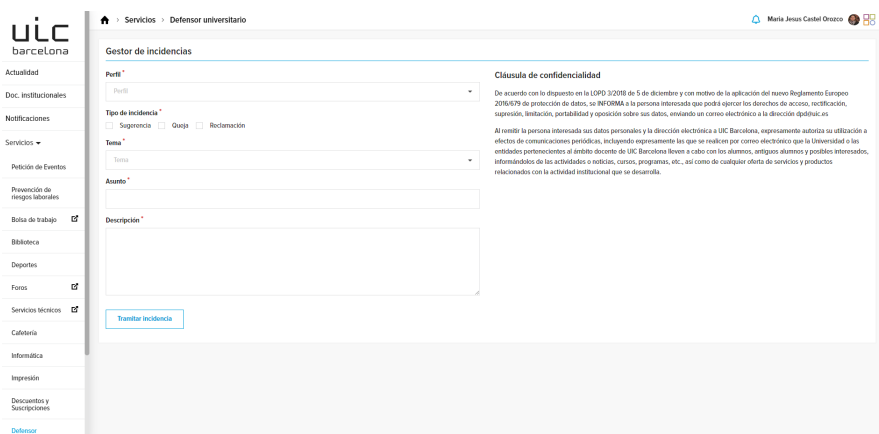 uic
barcelona
Servicios › Defensor universitario
Maria Jesus Castel Orozco
Actualidad
Doc. institucionales
Notificaciones
Servicios
Petición de Eventos
Prevención de
riesgos laborales
Bolsa de trabajo
Biblioteca
Deportes
Foros
Servicios técnicos
Cafetería
Informática
Impresión
Descuentos y
Suscripciones
Defensor
Gestor de incidencias
Perfil *
Perfil
Tipo de incidencia *
Sugerencia Queja Reclamación
Tema *
Tema
Asunto *
Descripción *
Tramitar incidencia
Cláusula de confidencialidad
De acuerdo con lo dispuesto en la LOPD 3/2018 de 5 de diciembre y con motivo de la aplicación del nuevo Reglamento Europeo
2016/679 de protección de datos, se INFORMA a la persona interesada que podrá ejercer los derechos de acceso, rectificación,
supresión, limitación, portabilidad y oposición sobre sus datos, enviando un correo electrónico a la dirección dpd@uic.es
Al remitir la persona interesada sus datos personales y la dirección electrónica a UIC Barcelona, expresamente autoriza su utilización a
efectos de comunicaciones periódicas, incluyendo expresamente las que se realicen por correo electrónico que la Universidad o las
entidades pertenecientes al ámbito docente de UIC Barcelona lleven a cabo con los alumnos, antiguos alumnos y posibles interesados,
informándolos de las actividades o noticias, cursos, programas, etc., así como de cualquier oferta de servicios y productos
relacionados con la actividad institucional que se desarrolla.